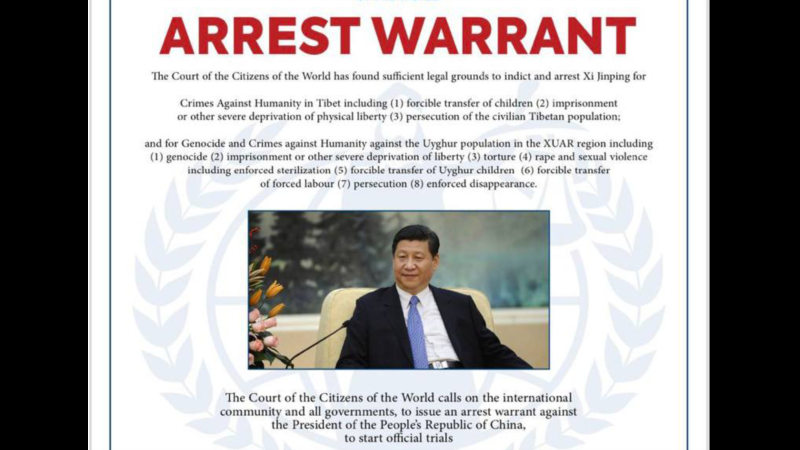 ARREST WARRANT
The Court of the Citizens of the World has found sufficient legal grounds to indict and arrest Xi Jinping for
Crimes Against Humanity in Tibet including (1) forcible transfer of children (2) imprisonment
or other severe deprivation of physical liberty (3) persecution of the civilian Tibetan population;
and for Genocide and Crimes against Humanity against the Uyghur population in the XUAR region including
(1) genocide (2) imprisonment or other severe deprivation of liberty (3) torture (4) rape and sexual violence
including enforced sterilization (5) forcible transfer of Uyghur children (6) forcible transfer
of forced labour (7) persecution (8) enforced disappearance.
The Court of the Citizens of the World calls on the international
community and all governments, to issue an arrest warrant against
the President of the People's Republic of China,
to start official trials